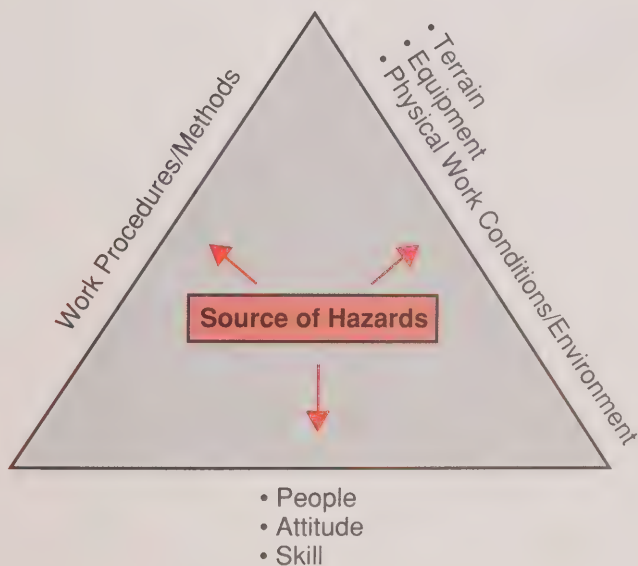 Work Procedures/Methods
• Terrain
• Equipment
• Physical Work Conditions/Environment
Source of Hazards
• People
• Attitude
• Skill